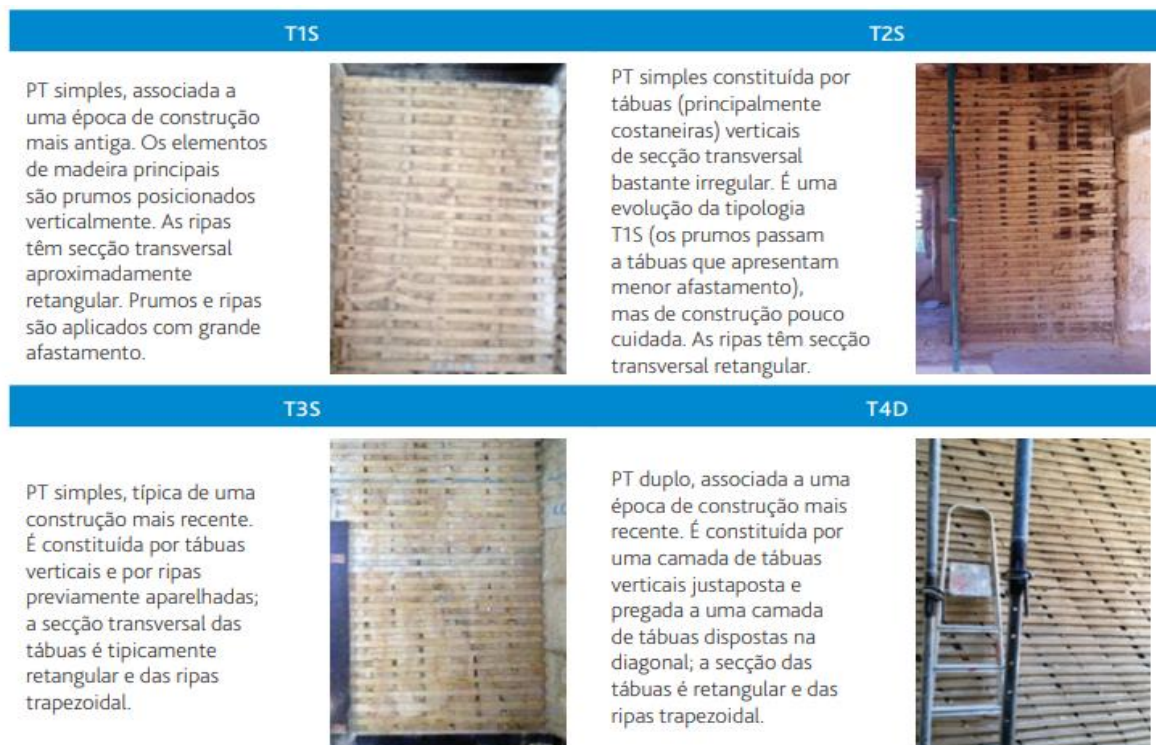 T1S
PT simples, associada a
uma época de construção
mais antiga. Os elementos
de madeira principais
são prumos posicionados
verticalmente. As ripas
têm secção transversal
aproximadamente
retangular. Prumos e ripas
são aplicados com grande
afastamento.
T2S
PT simples constituída por
tábuas (principalmente
costaneiras) verticais
de secção transversal
bastante irregular. É uma
evolução da tipologia
T1S (os prumos passam
a tábuas que apresentam
menor afastamento),
mas de construção pouco
cuidada. As ripas têm secção
transversal retangular.
T3S
PT simples, típica de uma
construção mais recente.
É constituída por tábuas
verticais e por ripas
previamente aparelhadas;
a secção transversal das
tábuas é tipicamente
retangular e das ripas
trapezoidal.
T4D
PT duplo, associada a uma
época de construção mais
recente. É constituída por
uma camada de tábuas
verticais justaposta e
pregada a uma camada
de tábuas dispostas na
diagonal; a secção das
tábuas é retangular e das
ripas trapezoidal.